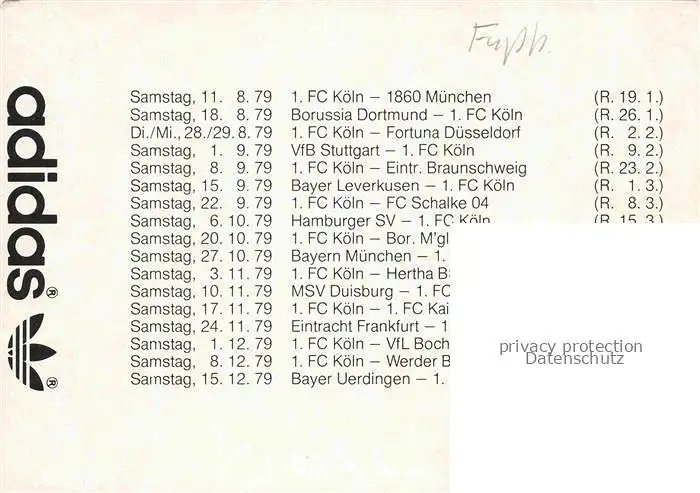 Fußb.
adidas®
®
Samstag, 11. 8. 79 1. FC Köln – 1860 München (R. 19. 1.)
Samstag, 18. 8. 79 Borussia Dortmund – 1. FC Köln (R. 26. 1.)
Di./Mi., 28./29. 8. 79 1. FC Köln – Fortuna Düsseldorf (R. 2. 2.)
Samstag, 1. 9. 79 VfB Stuttgart – 1. FC Köln (R. 9. 2.)
Samstag, 8. 9. 79 1. FC Köln – Eintr. Braunschweig (R. 23. 2.)
Samstag, 15. 9. 79 Bayer Leverkusen – 1. FC Köln (R. 1. 3.)
Samstag, 22. 9. 79 1. FC Köln – FC Schalke 04 (R. 8. 3.)
Samstag, 6. 10. 79 Hamburger SV – 1. FC Köln (R. 15. 3.)
Samstag, 20. 10. 79 1. FC Köln – Bor. M'gl
Samstag, 27. 10. 79 Bayern München – 1.
Samstag, 3. 11. 79 1. FC Köln – Hertha B
Samstag, 10. 11. 79 MSV Duisburg – 1. FC
Samstag, 17. 11. 79 1. FC Köln – 1. FC Kai
Samstag, 24. 11. 79 Eintracht Frankfurt – 1
Samstag, 1. 12. 79 1. FC Köln – VfL Boch
Samstag, 8. 12. 79 1. FC Köln – Werder B
Samstag, 15. 12. 79 Bayer Uerdingen – 1.
privacy protection
Datenschutz